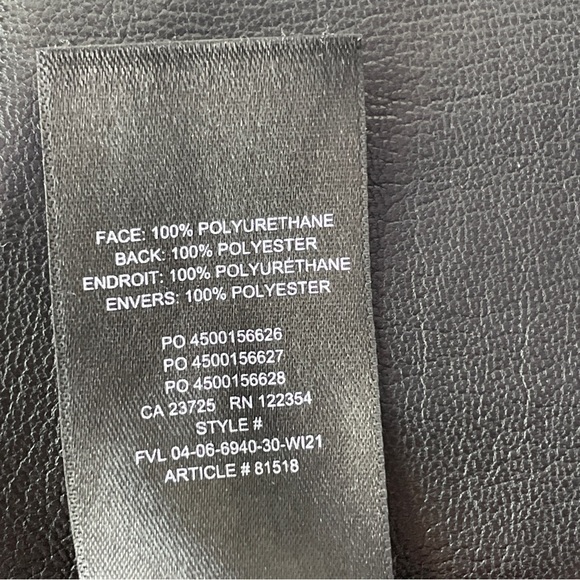 FACE: 100% POLYURETHANE
BACK: 100% POLYESTER
ENDROIT: 100% POLYURETHANE
ENVERS: 100% POLYESTER
PO 4500156626
PO 4500156627
PO 4500156628
CA 23725 RN 122354
STYLE #
FVL 04-06-6940-30-WI21
ARTICLE # 81518